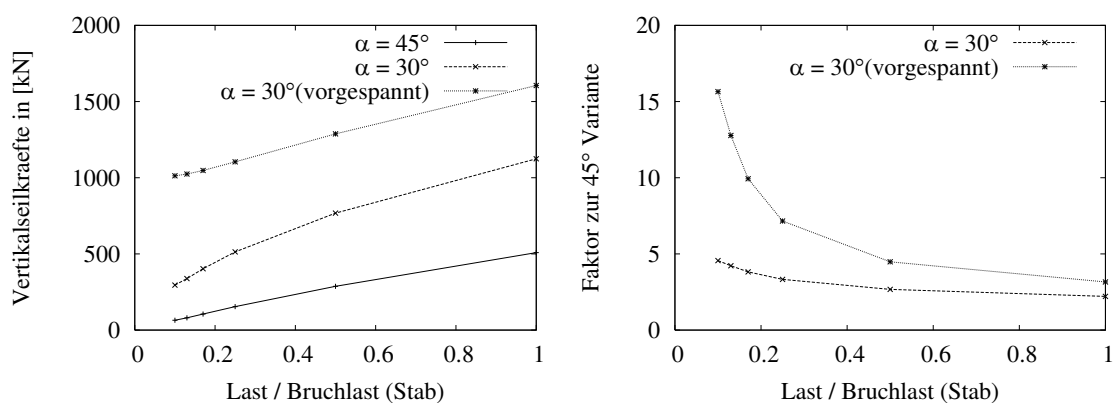 Vertikalseilkraefte in [kN]
2000
1500
1000
500
0
α = 45°
α = 30°
α = 30°(vorgespannt)
0 0.2 0.4 0.6 0.8 1
Last / Bruchlast (Stab)
Faktor zur 45° Variante
20
15
10
5
0
α = 30°
α = 30°(vorgespannt)
0 0.2 0.4 0.6 0.8 1
Last / Bruchlast (Stab)